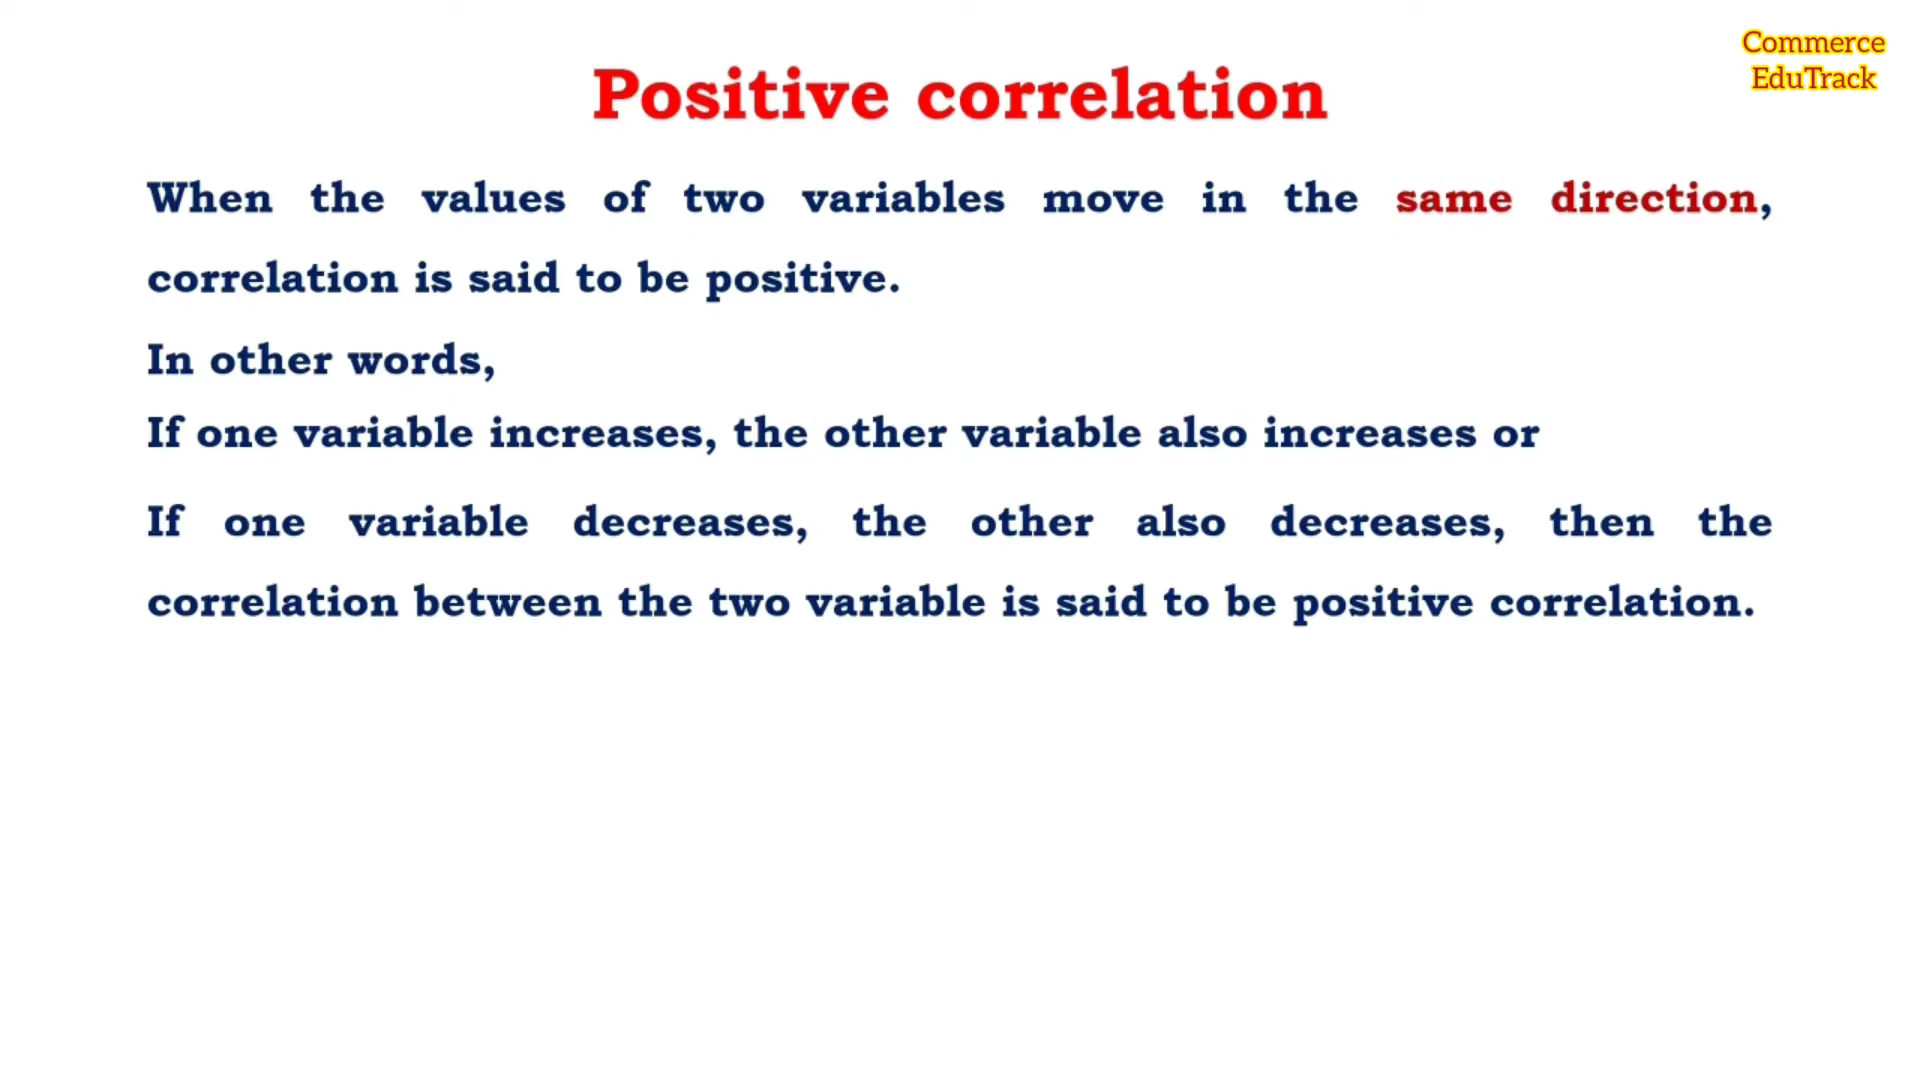 Commerce
EduTrack
Positive correlation
When the values of two variables move in the same direction,
correlation is said to be positive.
In other words,
If one variable increases, the other variable also increases or
If one variable decreases, the other also decreases, then the
correlation between the two variable is said to be positive correlation.